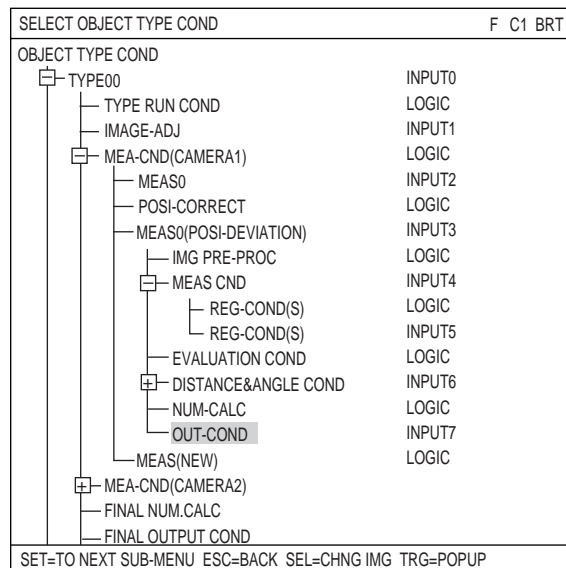 SELECT OBJECT TYPE COND F C1 BRT
OBJECT TYPE COND
TYPE00 INPUT0
TYPE RUN COND LOGIC
IMAGE-ADJ INPUT1
MEA-CND(CAMERA1) LOGIC
MEAS0 INPUT2
POSI-CORRECT LOGIC
MEAS0(POSI-DEVIATION) INPUT3
IMG PRE-PROC LOGIC
MEAS CND INPUT4
REG-COND(S) LOGIC
REG-COND(S) INPUT5
EVALUATION COND LOGIC
DISTANCE&ANGLE COND INPUT6
NUM-CALC LOGIC
OUT-COND INPUT7
MEAS(NEW) LOGIC
MEA-CND(CAMERA2)
FINAL NUM.CALC
FINAL OUTPUT COND
SET=TO NEXT SUB-MENU ESC=BACK SEL=CHNG IMG TRG=POPUP